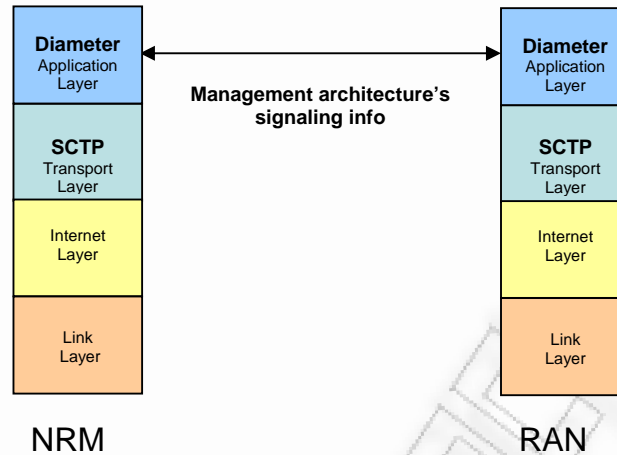 Diameter
Application
Layer
SCTP
Transport
Layer
Internet
Layer
Link
Layer
NRM
Management architecture's
signaling info
Diameter
Application
Layer
SCTP
Transport
Layer
Internet
Layer
Link
Layer
RAN